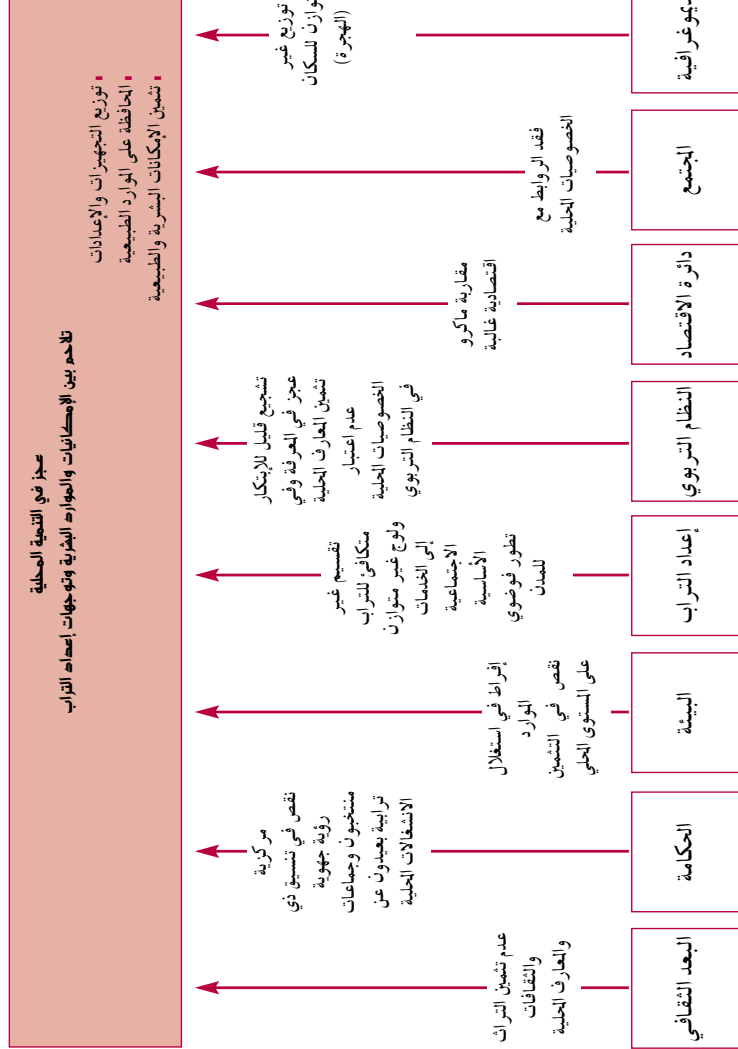 عجز في التنمية المحلية
تلاحم بين الإمكانيات والموارد البشرية وتوجهات إعداد التراب
▪ توزيع التجهيزات والإعدادات
▪ المحافظة على الموارد الطبيعية
▪ تثمين الإمكانات البشرية والطبيعية
توزيع غير
توازن للسكان
(الهجرة)
يموغرافية
فقد الروابط مع
الخصوصيات المحلية
المجتمع
مقاربة ماكرو
اقتصادية غالبة
دائرة الاقتصاد
تشجيع قليل للإبتكار
عجز في المعرفة وفي
تثمين المعارف المحلية
عدم اعتبار
الخصوصيات المحلية
في النظام التربوي
النظام التربوي
تقسيم غير
متكافئ للتراب
ولوج غير متوازن
إلى الخدمات
الاجتماعية
الأساسية
تطور فوضوي
للمدن
إعداد التراب
إفراط في استغلال
الموارد
نقص في التثمين
على المستوى المحلي
البيئة
مركزية
نقص في تنسيق ذي
رؤية جهوية
منتخبون وجماعات
ترابية بعيدون عن
الانشغالات المحلية
الحكامة
عدم تثمين التراث
والثقافات
والمعارف المحلية
البعد الثقافي